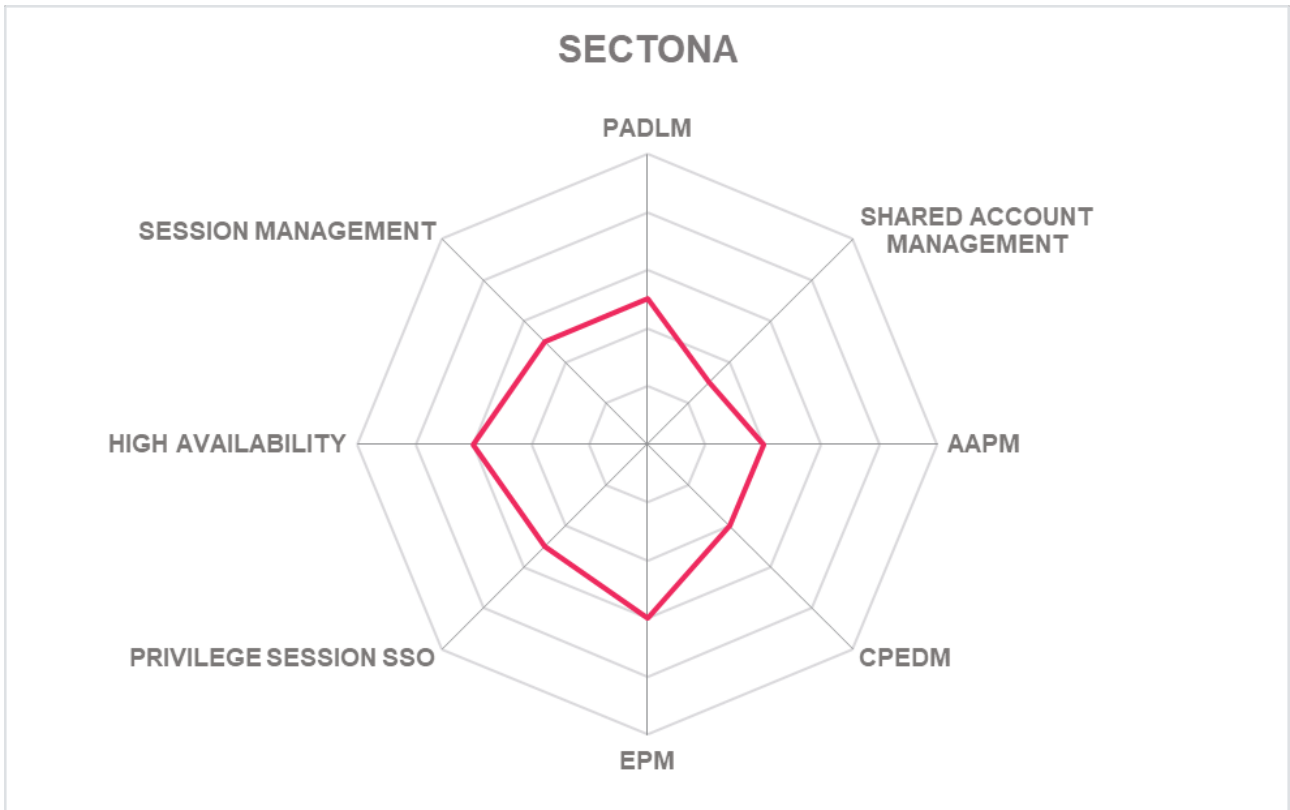 SECTONA
PADLM
SHARED ACCOUNT
MANAGEMENT
SESSION MANAGEMENT
HIGH AVAILABILITY
AAPM
PRIVILEGE SESSION SSO
CPEDM
EPM